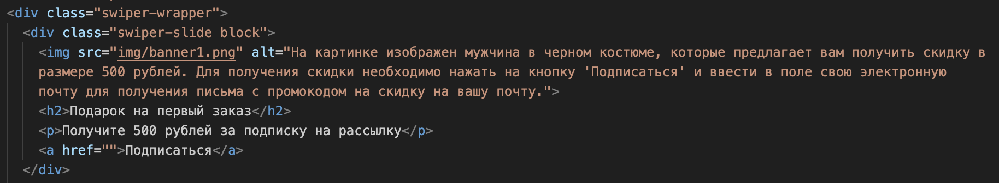 <div class="swiper-wrapper">
<div class="swiper-slide block">
<img src="img/banner1.png" alt="На картинке изображен мужчина в черном костюме, которые предлагает вам получить скидку в
размере 500 рублей. Для получения скидки необходимо нажать на кнопку 'Подписаться' и ввести в поле свою электронную
почту для получения письма с промокодом на скидку на вашу почту.">
<h2>Подарок на первый заказ</h2>
<p>Получите 500 рублей за подписку на рассылку</p>
<a href="">Подписаться</a>
</div>